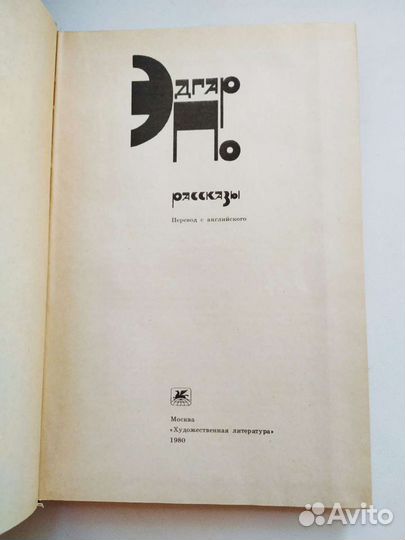 Эдгар
По
рассказы
Перевод с английского
Москва
«Художественная литература»
1980
Avito